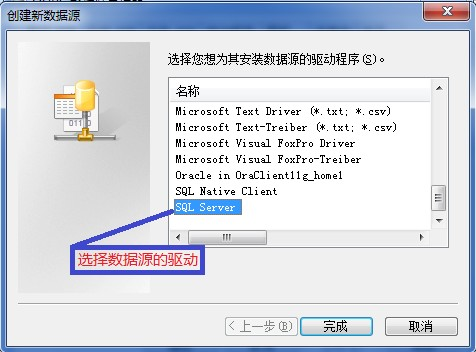 创建新数据源
选择您想为其安装数据源的驱动程序(S)。
名称
Microsoft Text Driver (*.txt; *.csv)
Microsoft Text-Treiber (*.txt; *.csv)
Microsoft Visual FoxPro Driver
Microsoft Visual FoxPro-Treiber
Oracle in OraClient11g_home1
SQL Native Client
SQL Server
选择数据源的驱动
< 上一步(B)
完成
取消